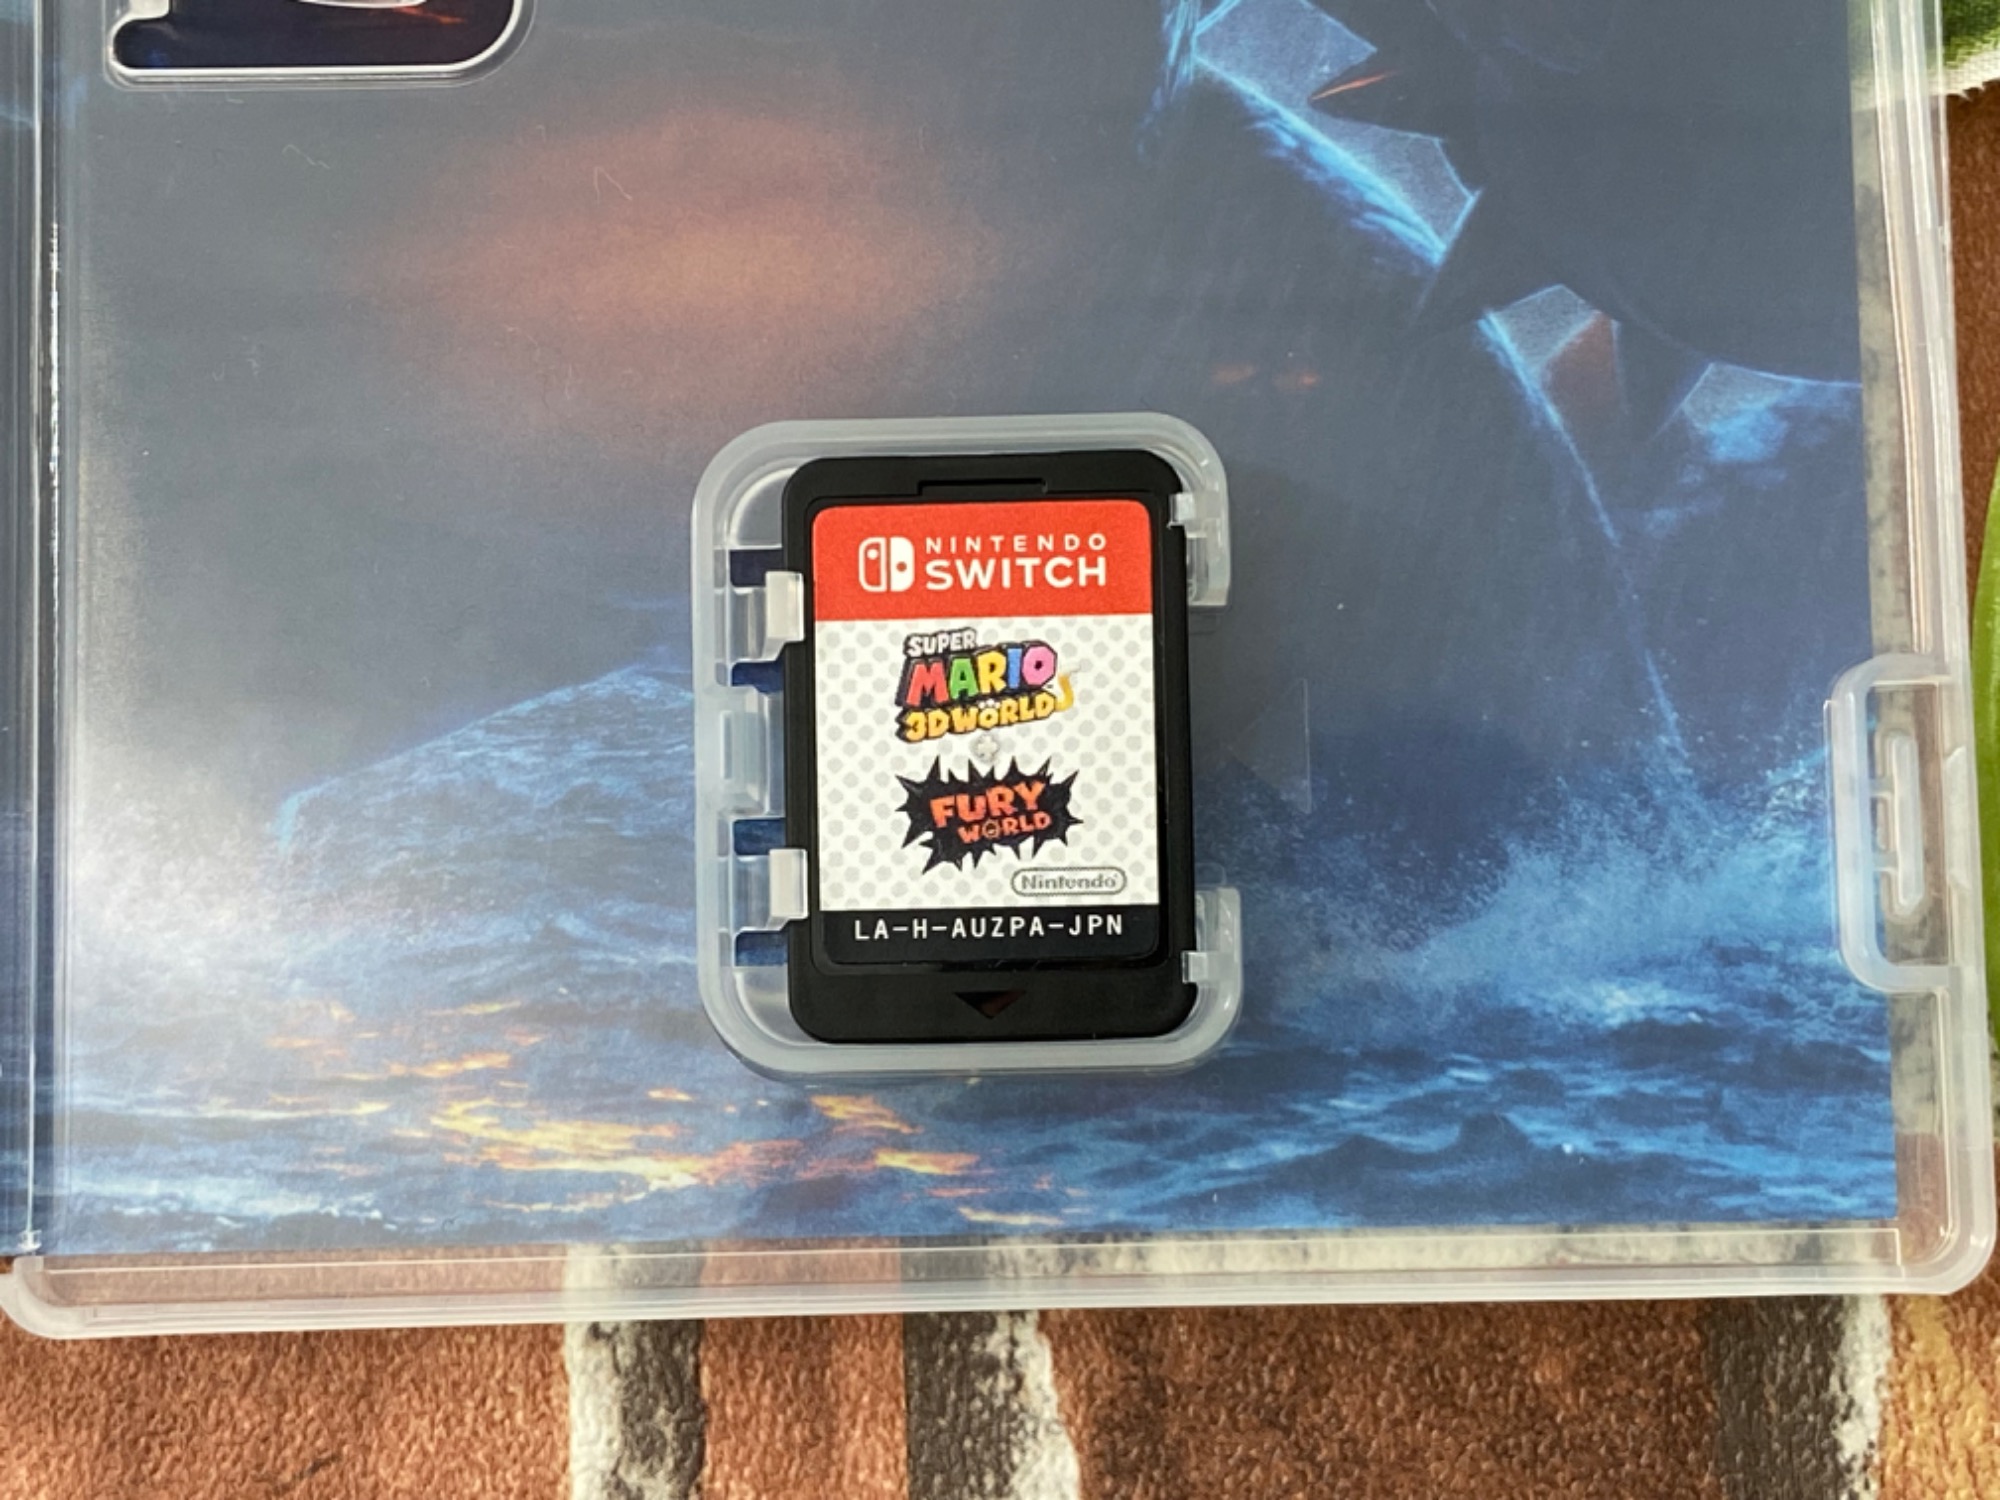 NINTENDO
SWITCH
SUPER
MARIO
3D WORLD
+
FURY
WORLD
Nintendo
LA-H-AUZPA-JPN